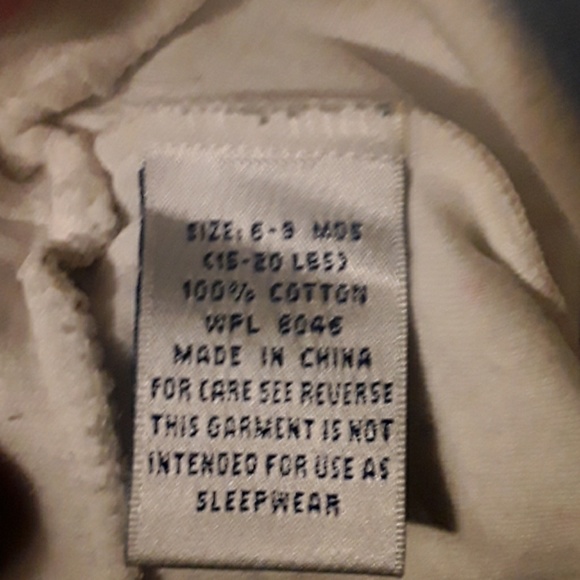 SIZE: 6-9 MOS
(15-20 LBS)
100% COTTON
WPL 6046
MADE IN CHINA
FOR CARE SEE REVERSE
THIS GARMENT IS NOT
INTENDED FOR USE AS
SLEEPWEAR